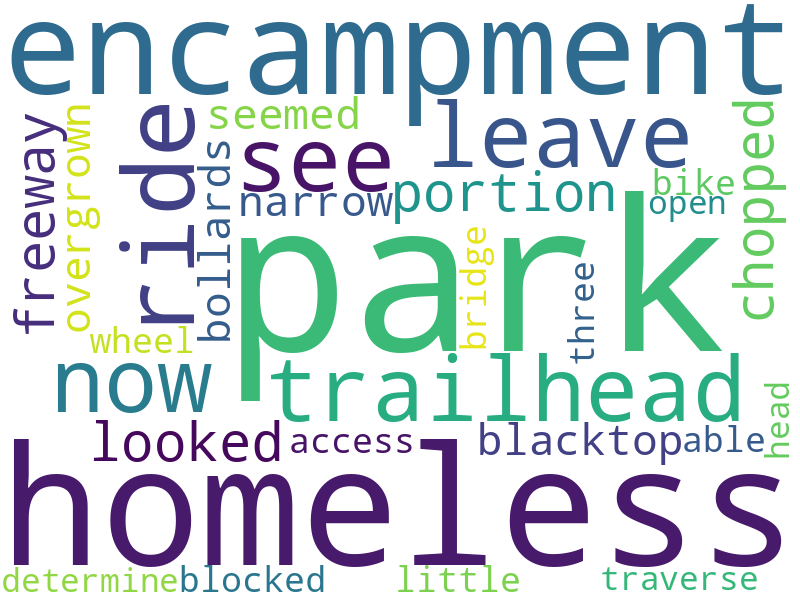 encampment
freeway
overgrown
ride
bollards
seemed
see
leave
narrow
portion
bike
open
chopped
park
bridge
three
wheel
now
trailhead
head
looked
access
blacktop
able
homeless
determine
blocked
little
traverse